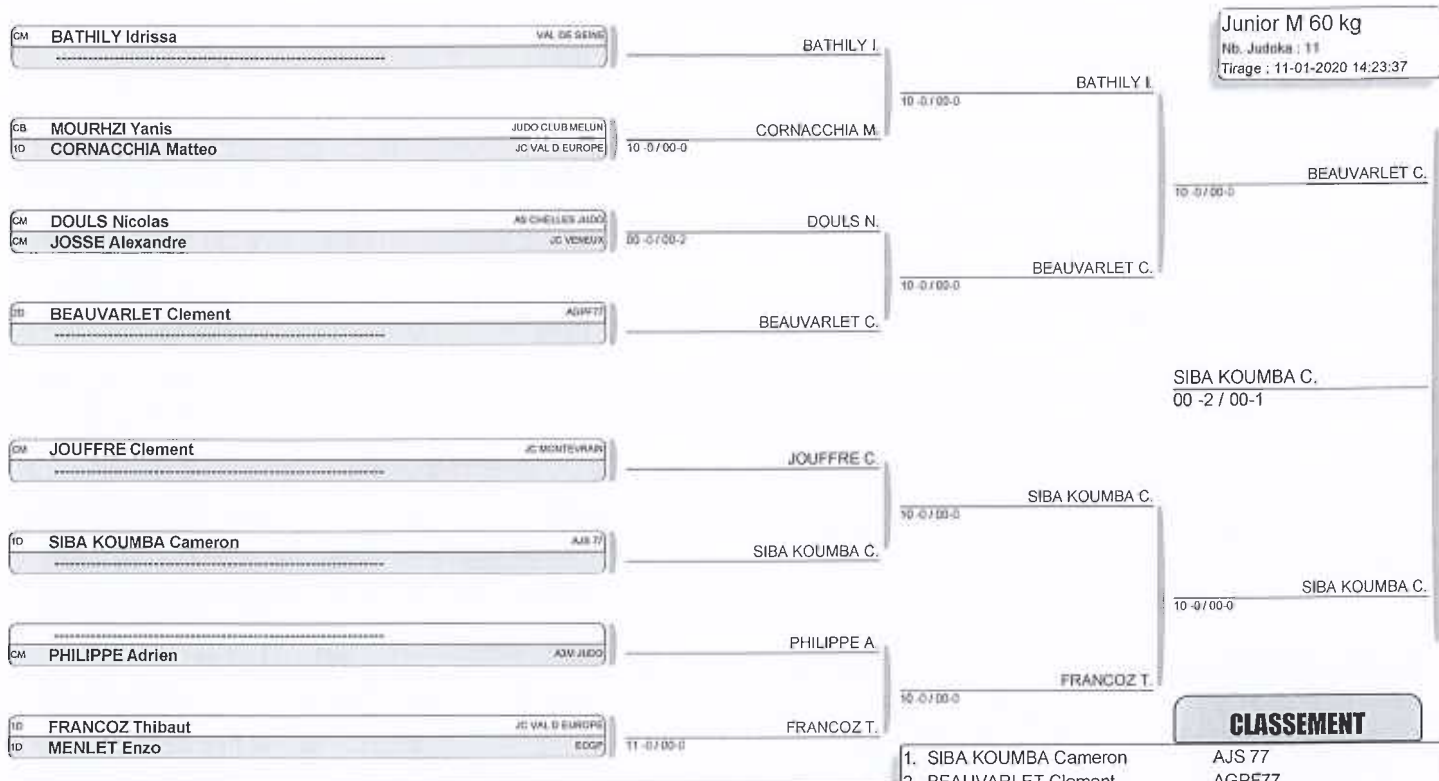 Junior M 60 kg
Nb. Judoka : 11
Tirage : 11-01-2020 14:23:37
CM BATHILY Idrissa VAL DE SEINE
--------------------
BATHILY I.
CB MOURHZI Yanis JUDO CLUB MELUN
1D CORNACCHIA Matteo JC VAL D EUROPE
10 -0 / 00-0
CORNACCHIA M.
BATHILY I.
10 -0 / 00-0
CM DOULS Nicolas AS CHELLES JUDO
CM JOSSE Alexandre JC VENEUX
00 -0 / 00-2
DOULS N.
2D BEAUVARLET Clement AGPF77
--------------------
BEAUVARLET C.
BEAUVARLET C.
10 -0 / 00-0
BEAUVARLET C.
10 -0 / 00-0
SIBA KOUMBA C.
00 -2 / 00-1
CM JOUFFRE Clement JC MONTEVRAIN
--------------------
JOUFFRE C.
1D SIBA KOUMBA Cameron AJS 77
--------------------
SIBA KOUMBA C.
SIBA KOUMBA C.
10 -0 / 00-0
--------------------
CM PHILIPPE Adrien
PHILIPPE A.
1D FRANCOZ Thibaut JC VAL D EUROPE
1D MENLET Enzo
11 -0 / 00-0
FRANCOZ T.
FRANCOZ T.
10 -0 / 00-0
SIBA KOUMBA C.
10 -0 / 00-0
CLASSEMENT
1. SIBA KOUMBA Cameron AJS 77
2. BEAUVARLET Clement AGPF77